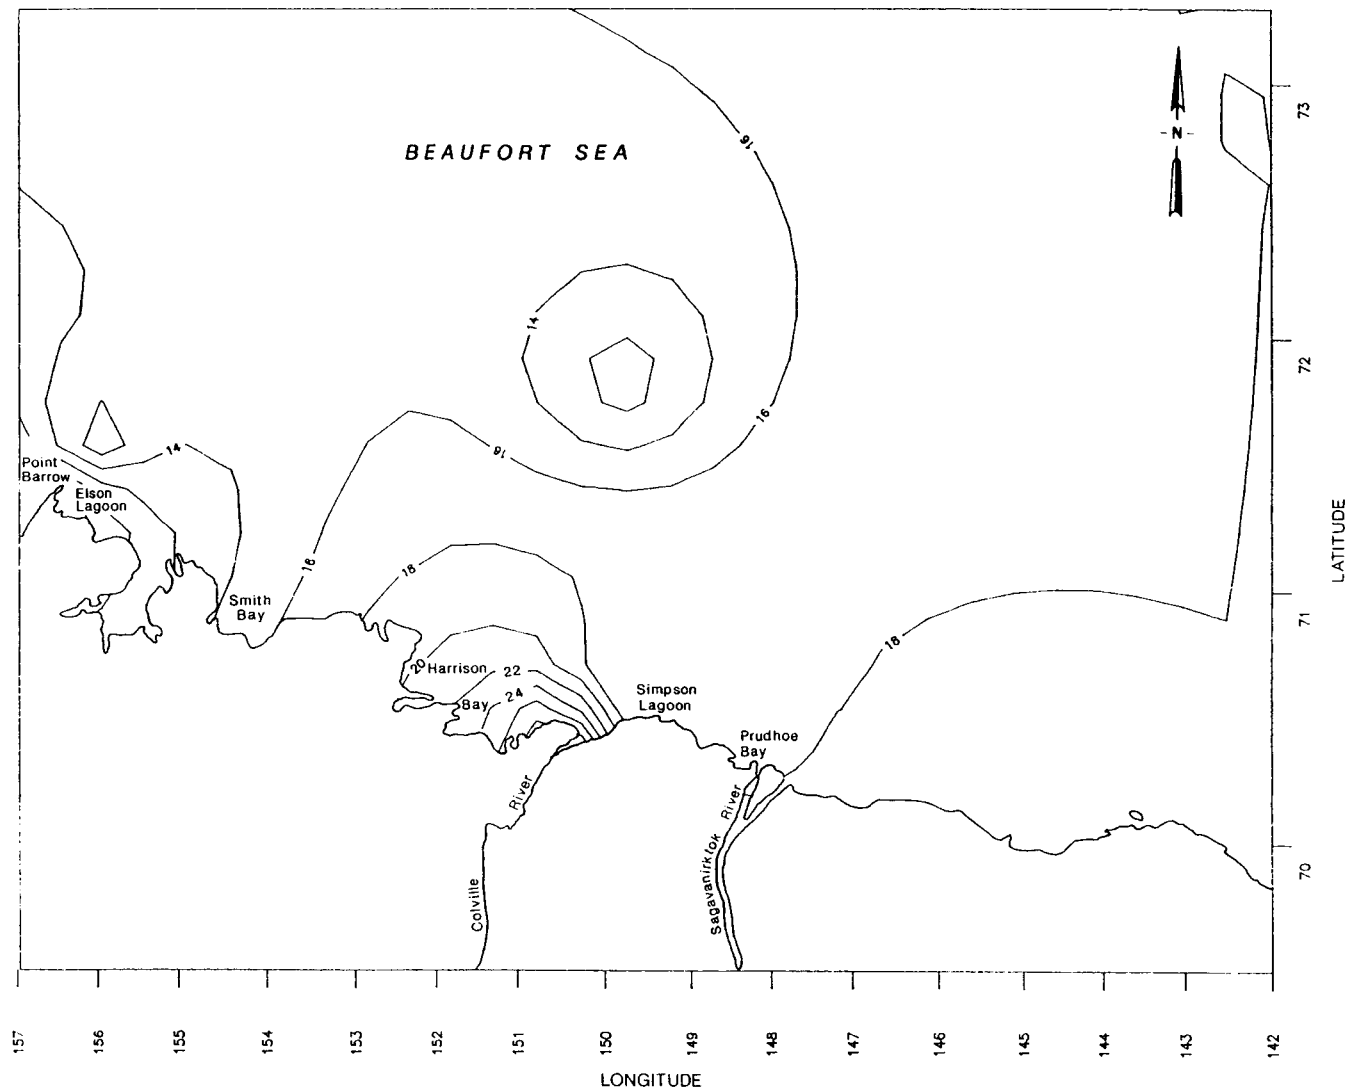 BEAUFORT SEA
N
73
72
71
70
LATITUDE
16
14
16
16
14
16
18
18
20
22
24
Point
Barrow
Elson
Lagoon
Smith
Bay
Harrison
Bay
Simpson
Lagoon
Prudhoe
Bay
Colville
River
Sagavanirktok
River
157
156
155
154
153
152
151
150
149
148
147
146
145
144
143
142
LONGITUDE